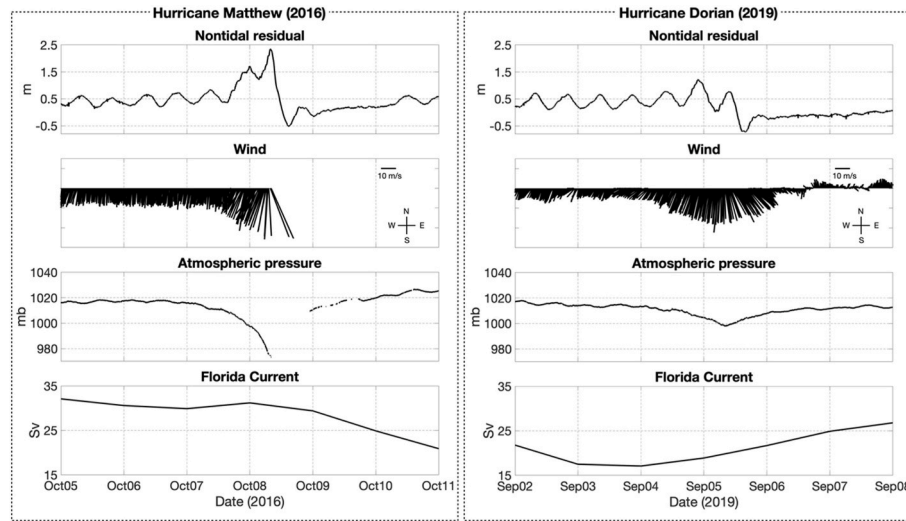 Hurricane Matthew (2016)
Nontidal residual
2.5
1.5
0.5
-0.5
m
Wind
10 m/s
N
W E
S
Atmospheric pressure
1040
1020
1000
980
mb
Florida Current
35
25
15
Sv
Oct05 Oct06 Oct07 Oct08 Oct09 Oct10 Oct11
Date (2016)
Hurricane Dorian (2019)
Nontidal residual
2.5
1.5
0.5
-0.5
m
Wind
10 m/s
N
W E
S
Atmospheric pressure
1040
1020
1000
980
mb
Florida Current
35
25
15
Sv
Sep02 Sep03 Sep04 Sep05 Sep06 Sep07 Sep08
Date (2019)